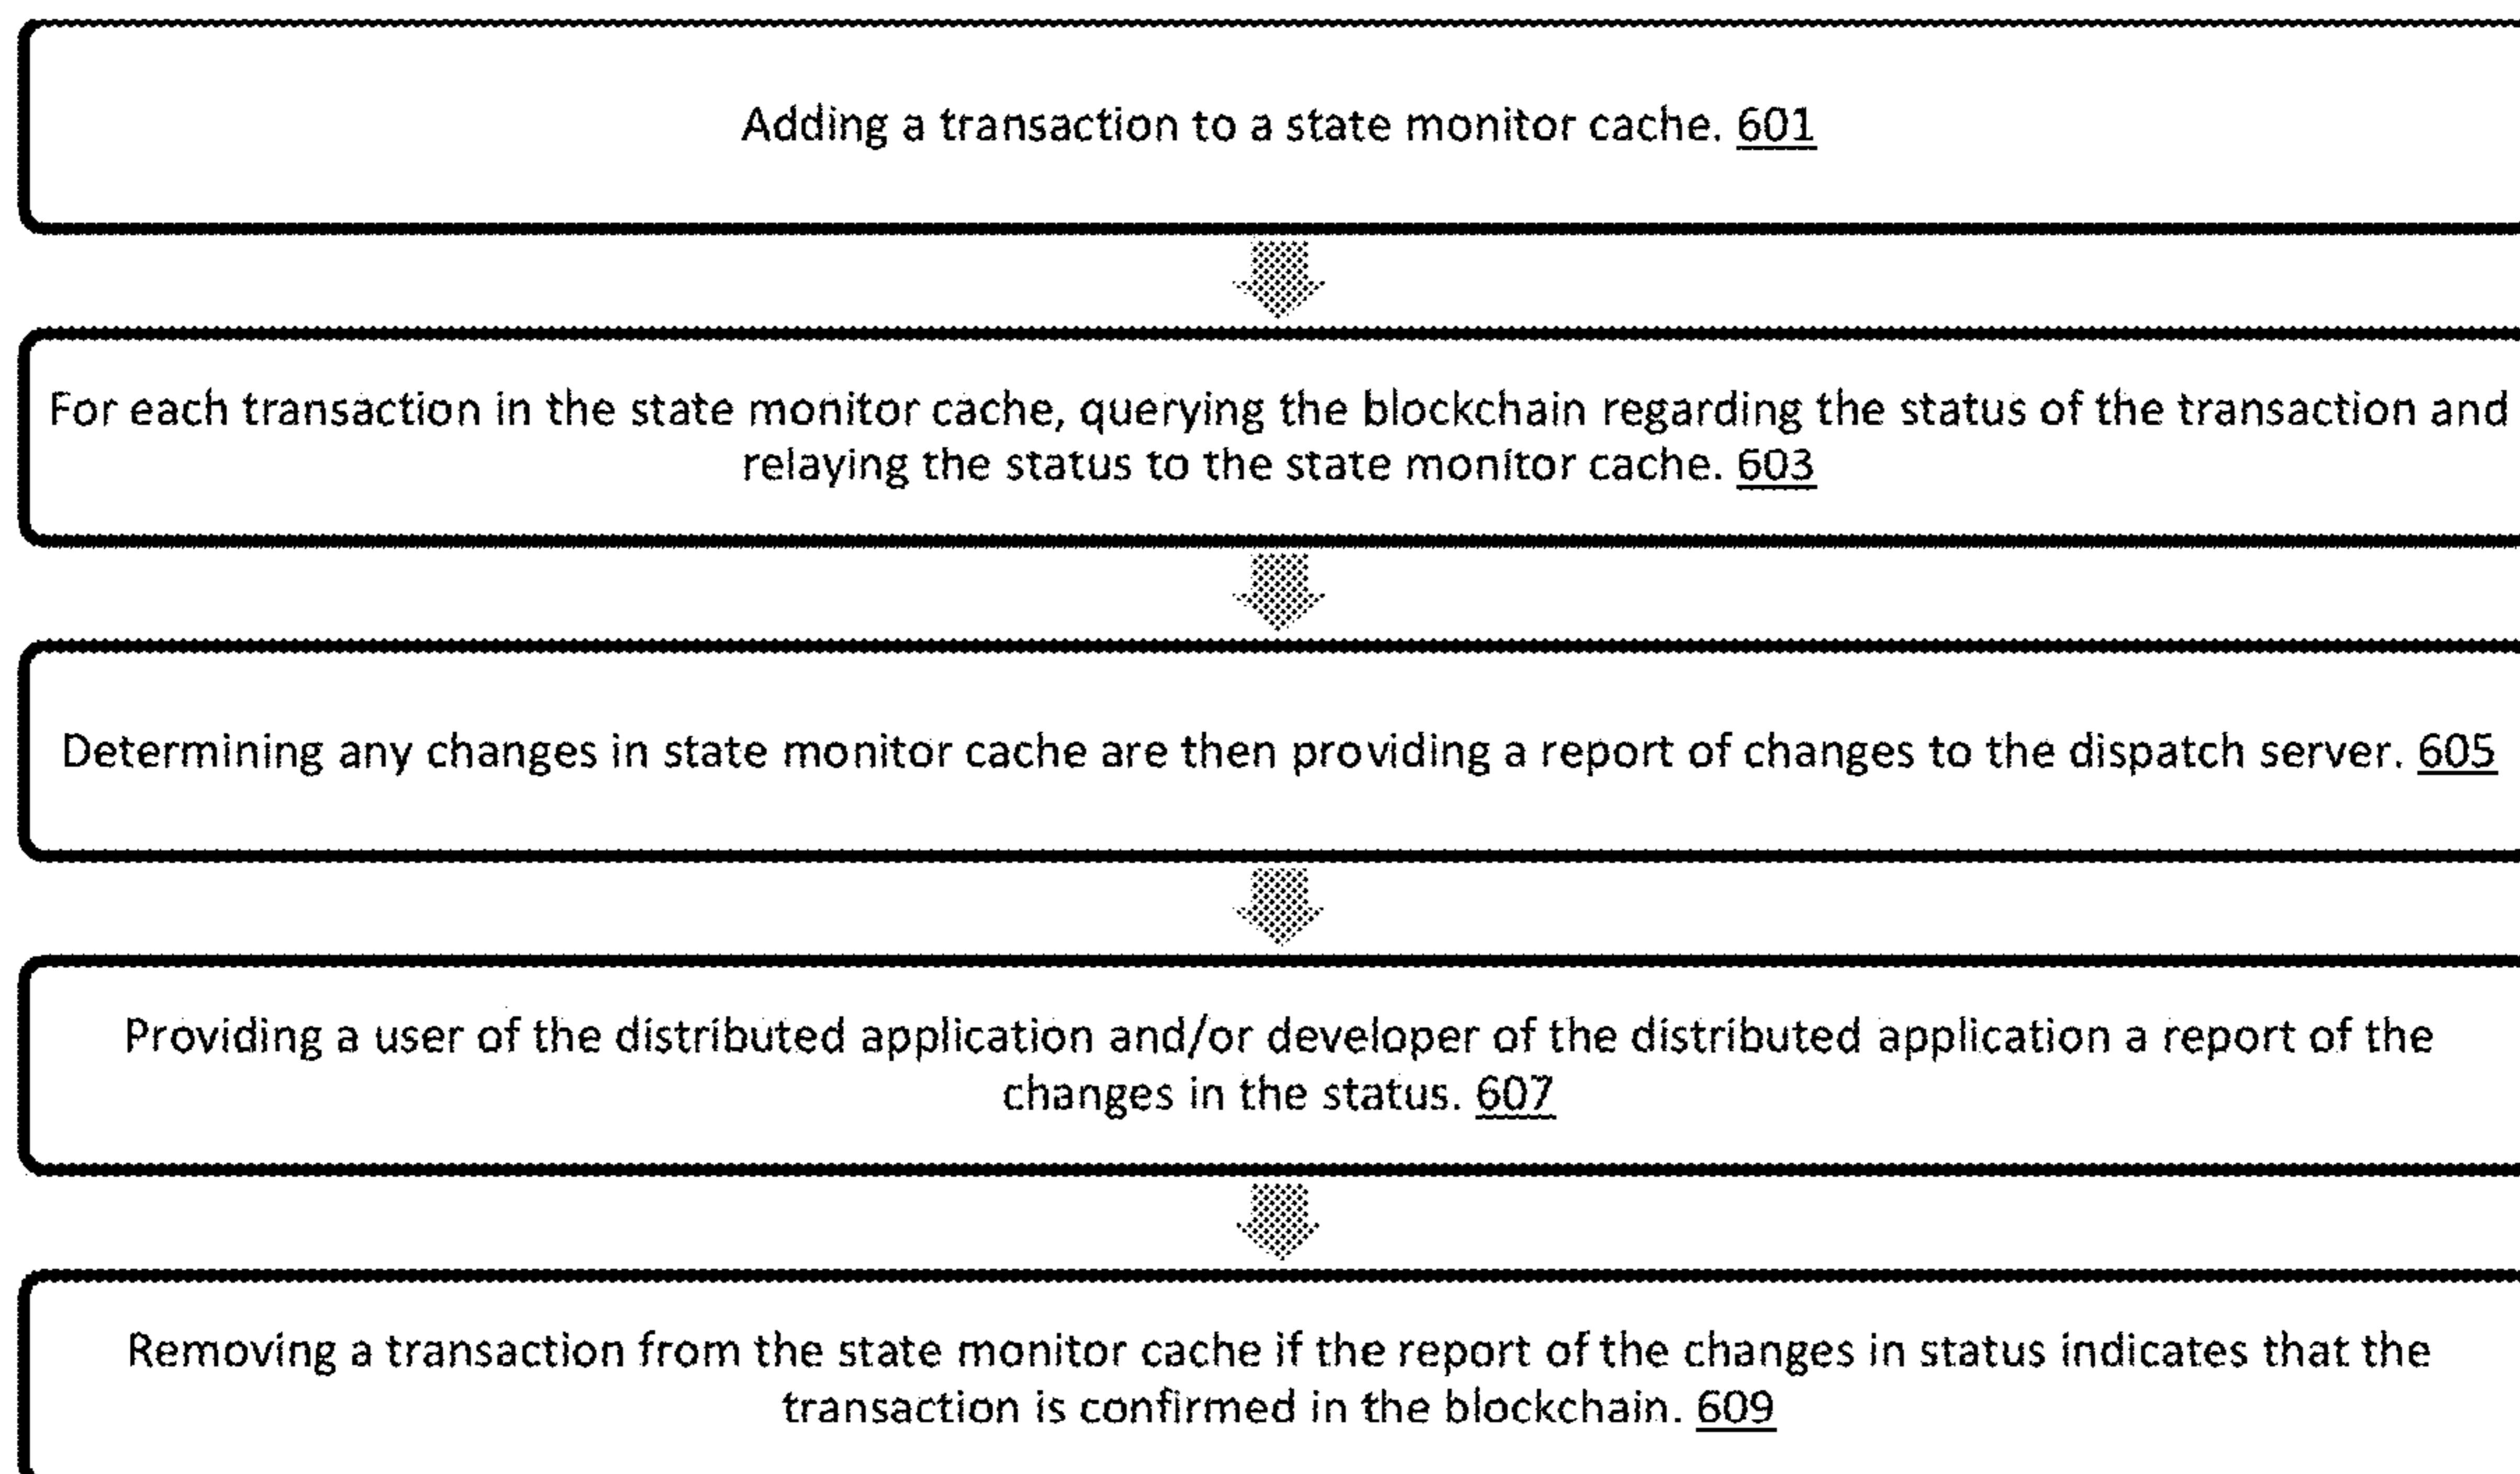 Adding a transaction to a state monitor cache. 601
For each transaction in the state monitor cache, querying the blockchain regarding the status of the transaction and
relaying the status to the state monitor cache. 603
Determining any changes in state monitor cache are then providing a report of changes to the dispatch server. 605
Providing a user of the distributed application and/or developer of the distributed application a report of the
changes in the status. 607
Removing a transaction from the state monitor cache if the report of the changes in status indicates that the
transaction is confirmed in the blockchain. 609